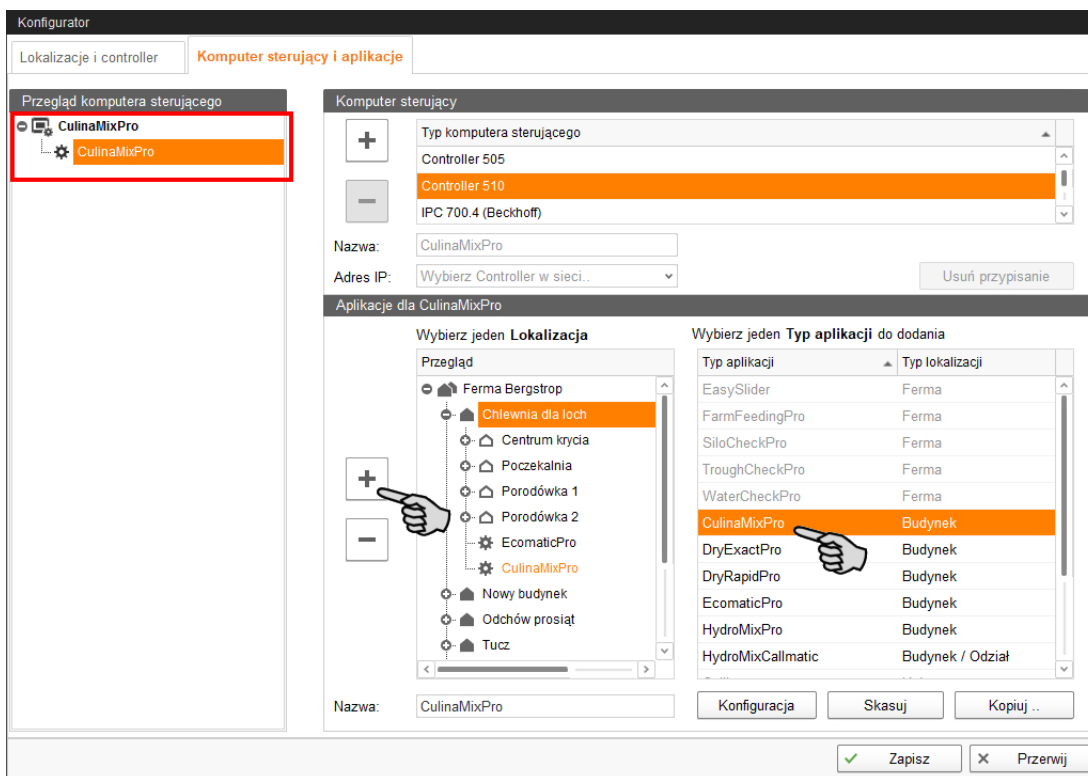 Konfigurator
Lokalizacje i controller
Komputer sterujący i aplikacje
Przegląd komputera sterującego
CulinaMixPro
CulinaMixPro
Komputer sterujący
Typ komputera sterującego
Controller 505
Controller 510
IPC 700.4 (Beckhoff)
Nazwa: CulinaMixPro
Adres IP: Wybierz Controller w sieci.. Usuń przypisanie
Aplikacje dla CulinaMixPro
Wybierz jeden Lokalizacja
Przegląd
Ferma Bergstrop
Chlewnia dla loch
Centrum krycia
Poczekalnia
Porodówka 1
Porodówka 2
EcomaticPro
CulinaMixPro
Nowy budynek
Odchów prosiąt
Tucz
Nazwa: CulinaMixPro
Wybierz jeden Typ aplikacji do dodania
Typ aplikacji Typ lokalizacji
EasySlider Ferma
FarmFeedingPro Ferma
SiloCheckPro Ferma
TroughCheckPro Ferma
WaterCheckPro Ferma
CulinaMixPro Budynek
DryExactPro Budynek
DryRapidPro Budynek
EcomaticPro Budynek
HydroMixPro Budynek
HydroMixCallmatic Budynek / Odział
Konfiguracja Skasuj Kopiuj ..
Zapisz Przerwij